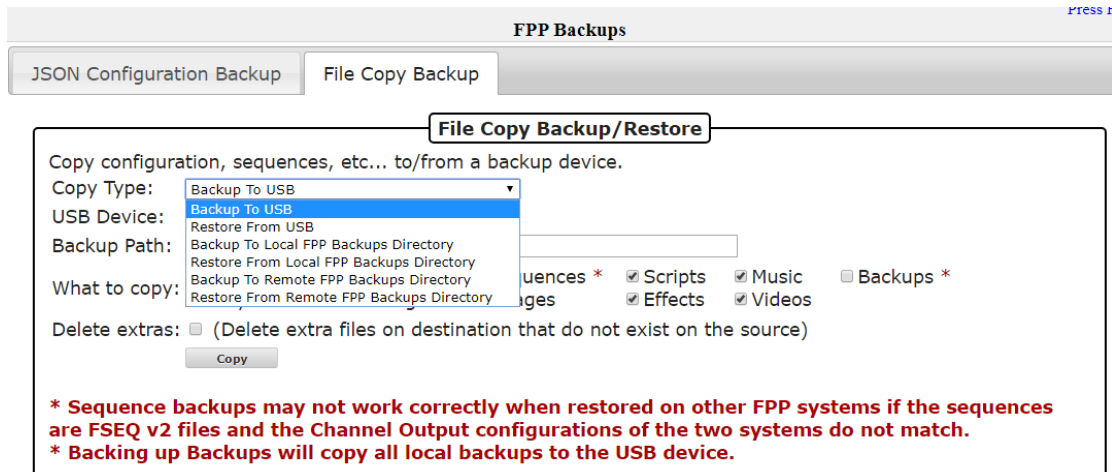 Press
FPP Backups
JSON Configuration Backup File Copy Backup
File Copy Backup/Restore
Copy configuration, sequences, etc... to/from a backup device.
Copy Type: Backup To USB
Backup To USB
USB Device:
Restore From USB
Backup Path: Backup To Local FPP Backups Directory
Restore From Local FPP Backups Directory
uences * Scripts Music Backups *
What to copy: Backup To Remote FPP Backups Directory
Restore From Remote FPP Backups Directory
ages Effects Videos
Delete extras: (Delete extra files on destination that do not exist on the source)
Copy
* Sequence backups may not work correctly when restored on other FPP systems if the sequences
are FSEQ v2 files and the Channel Output configurations of the two systems do not match.
* Backing up Backups will copy all local backups to the USB device.